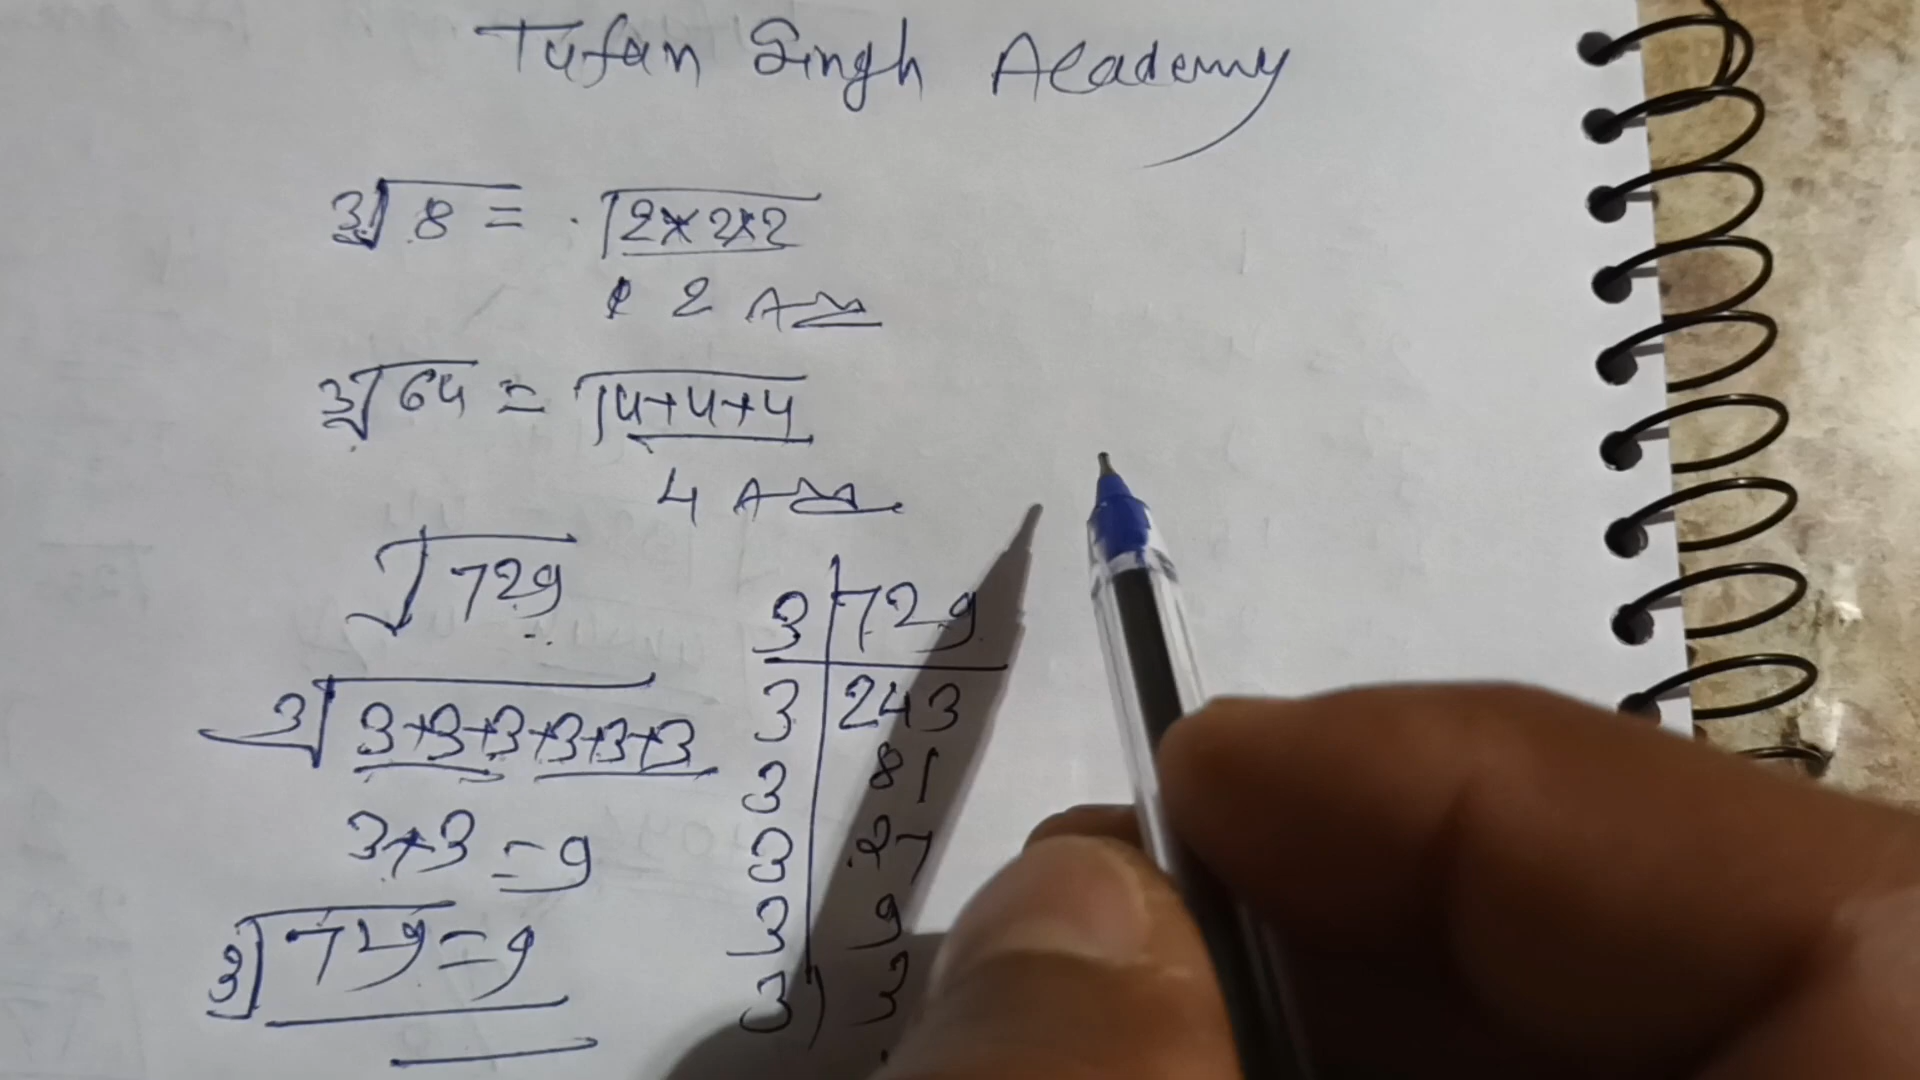 Tufan Singh Academy
3√8 = √2×2×2
2 Ans
3√64 = √4+4+4
4 Ans
√729
3√3+3+3+3+3+3
3×3 = 9
3√729 = 9
3 | 729
3 | 243
3 | 81
3 | 27
3 | 9
3 | 3